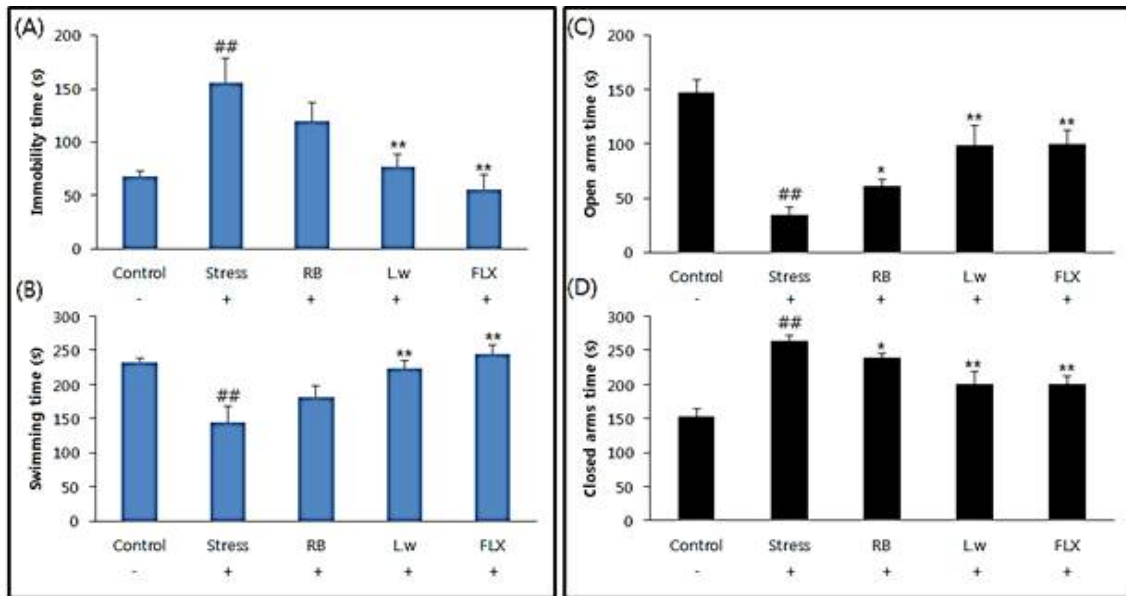 (A)
Immobility time (s)
200
150
100
50
0
##
**
**
Control Stress RB L.w FLX
- + + + +
(B)
Swimming time (s)
300
250
200
150
100
50
0
##
**
**
Control Stress RB L.w FLX
- + + + +
(C)
Open arms time (s)
200
150
100
50
0
##
*
**
**
Control Stress RB L.w FLX
- + + + +
(D)
Closed arms time (s)
300
250
200
150
100
50
0
##
*
**
**
Control Stress RB L.w FLX
- + + + +